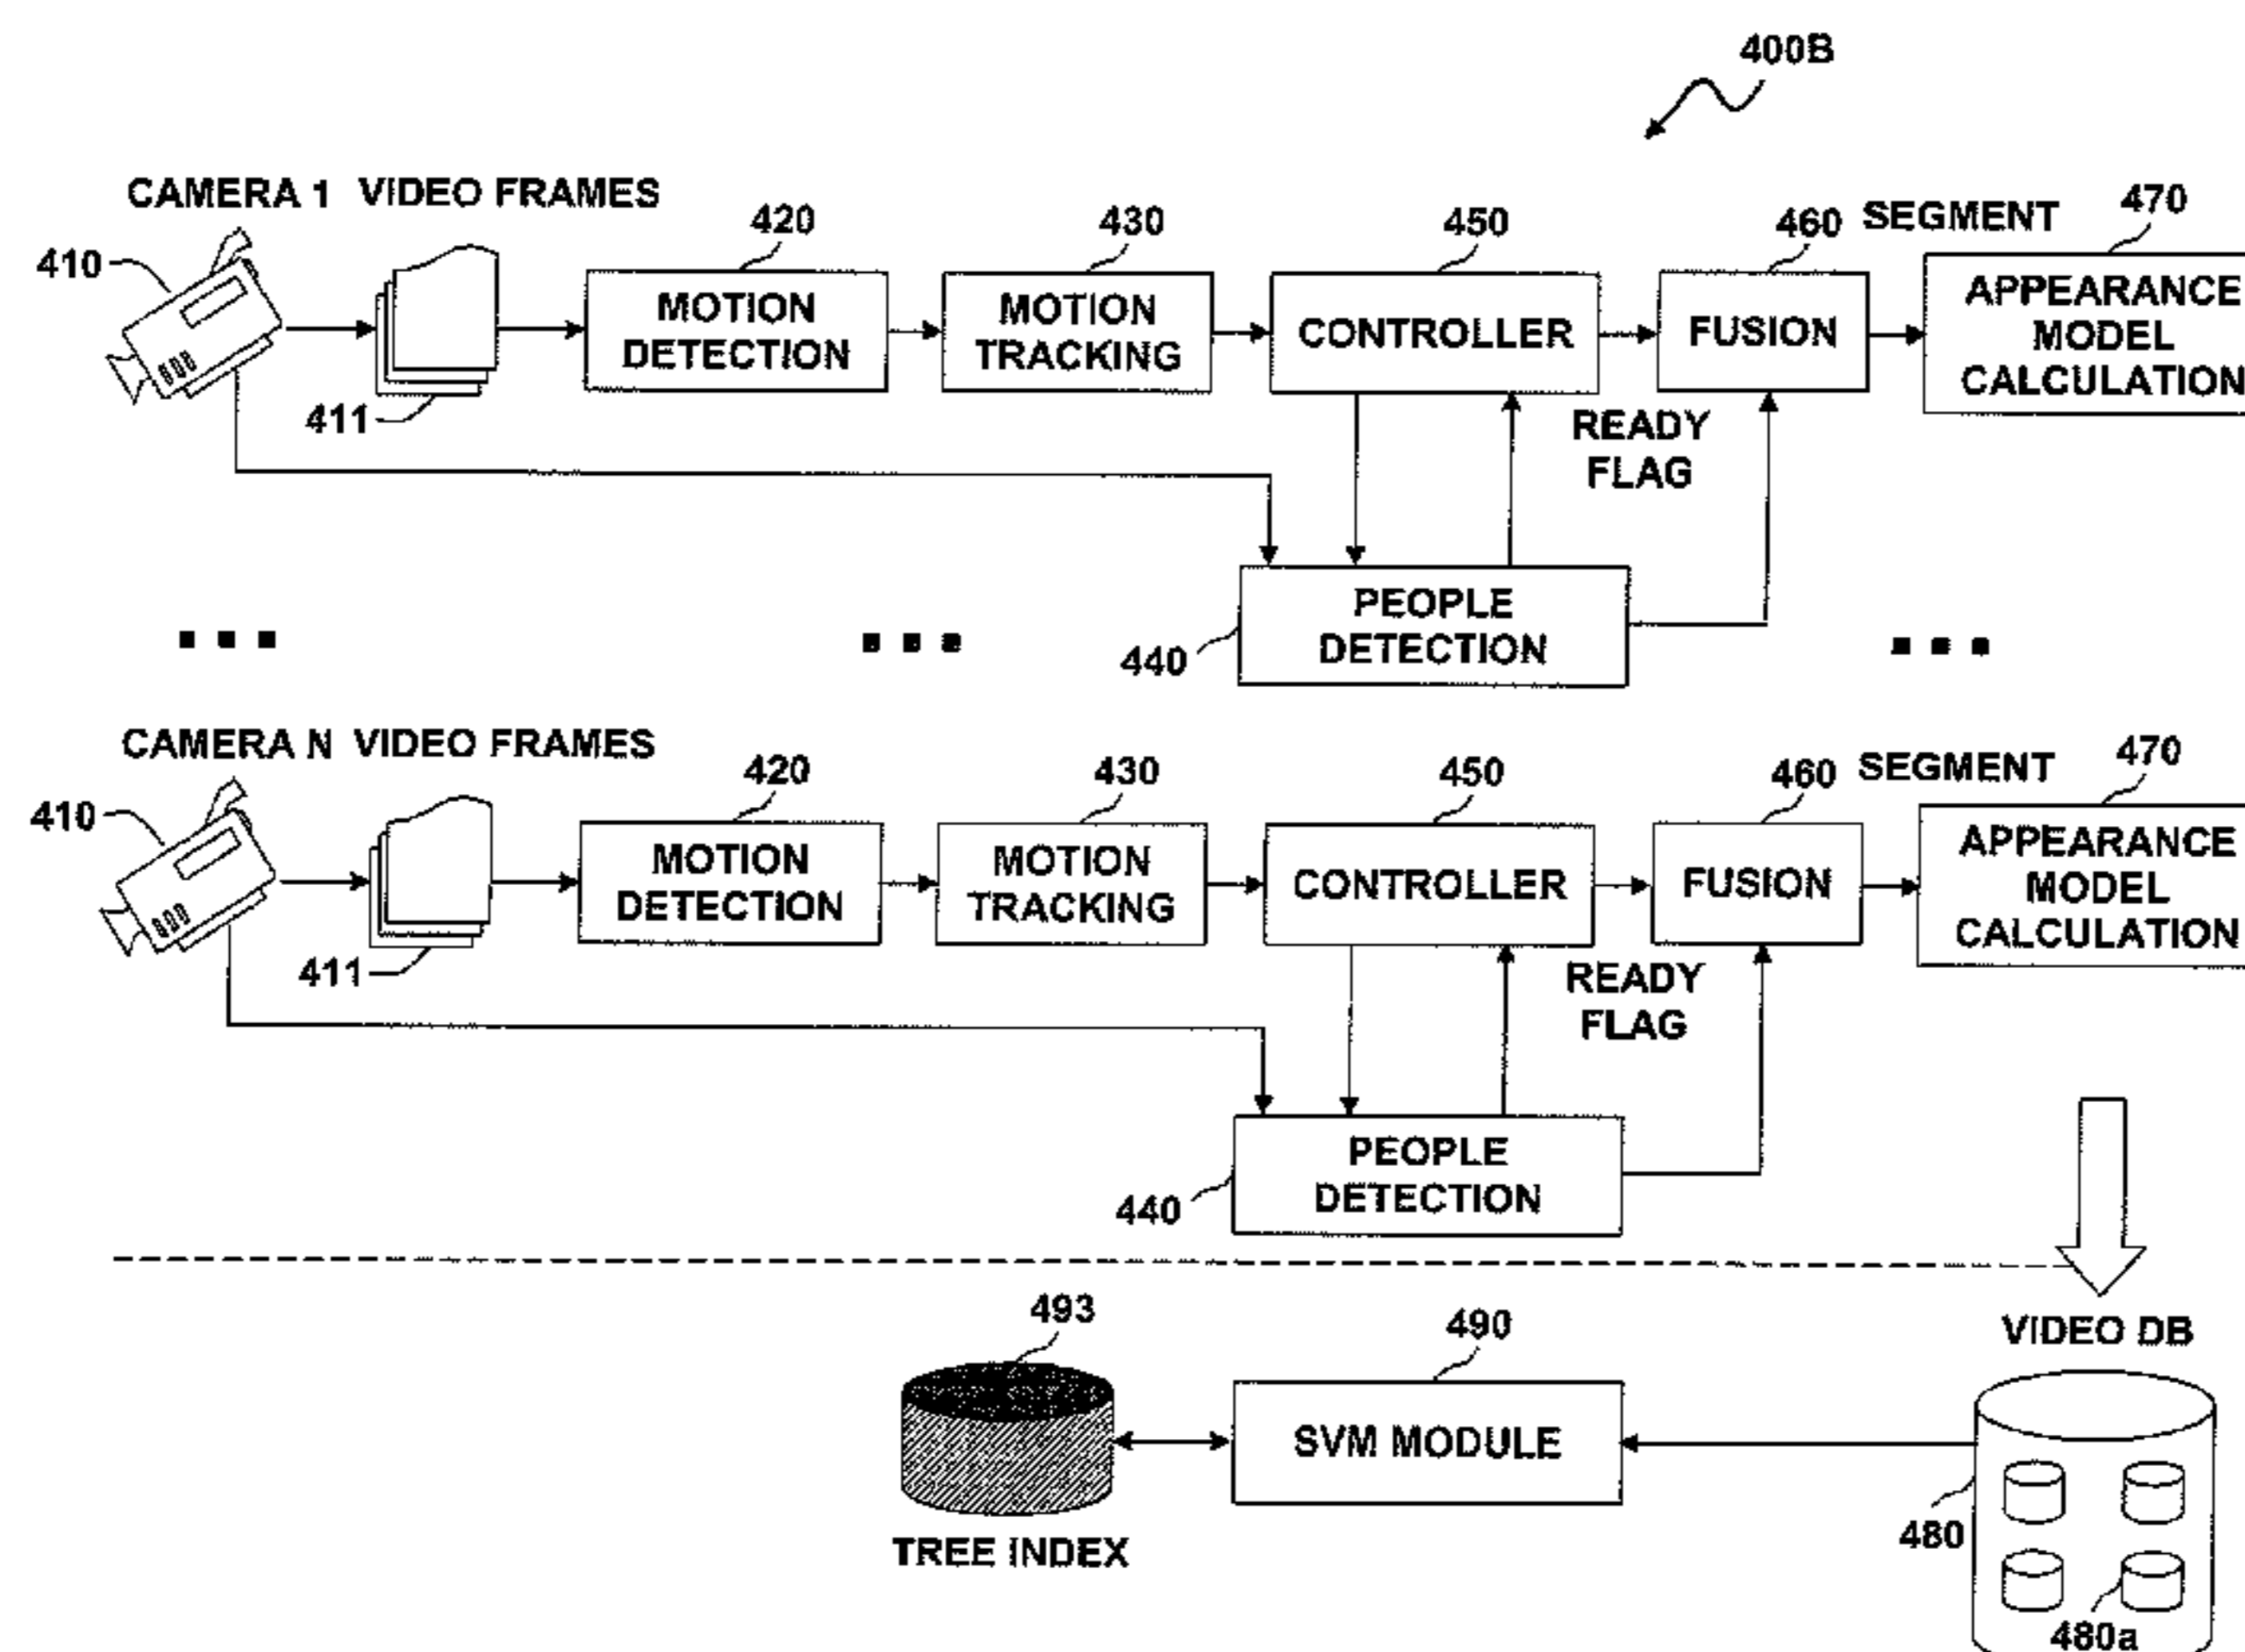 400B
CAMERA 1 VIDEO FRAMES
410
411
420
MOTION
DETECTION
430
MOTION
TRACKING
450
CONTROLLER
460
FUSION
SEGMENT
470
APPEARANCE
MODEL
CALCULATION
READY
FLAG
440
PEOPLE
DETECTION
CAMERA N VIDEO FRAMES
410
411
420
MOTION
DETECTION
430
MOTION
TRACKING
450
CONTROLLER
460
FUSION
SEGMENT
470
APPEARANCE
MODEL
CALCULATION
READY
FLAG
440
PEOPLE
DETECTION
493
TREE INDEX
490
SVM MODULE
VIDEO DB
480
480a